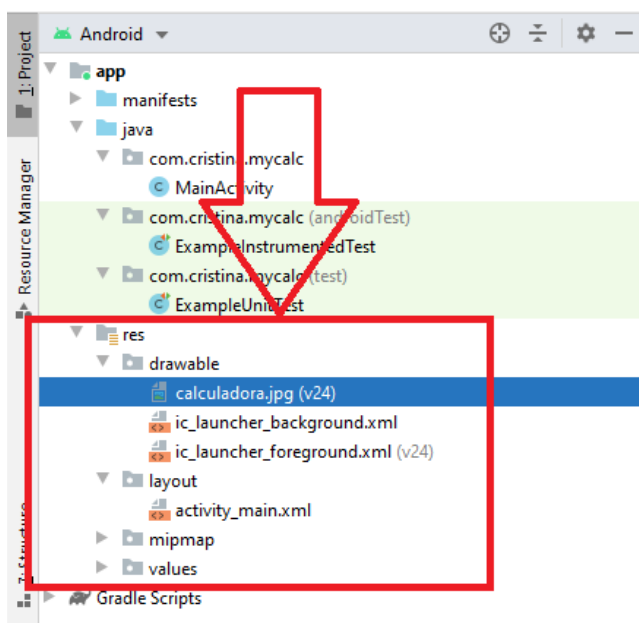 Android
1: Project
app
manifests
java
com.cristina.mycalc
MainActivity
com.cristina.mycalc (androidTest)
ExampleInstrumentedTest
com.cristina.mycalc (test)
ExampleUnitTest
Resource Manager
res
drawable
calculadora.jpg (v24)
ic_launcher_background.xml
ic_launcher_foreground.xml (v24)
layout
activity_main.xml
mipmap
values
7: Structure
Gradle Scripts